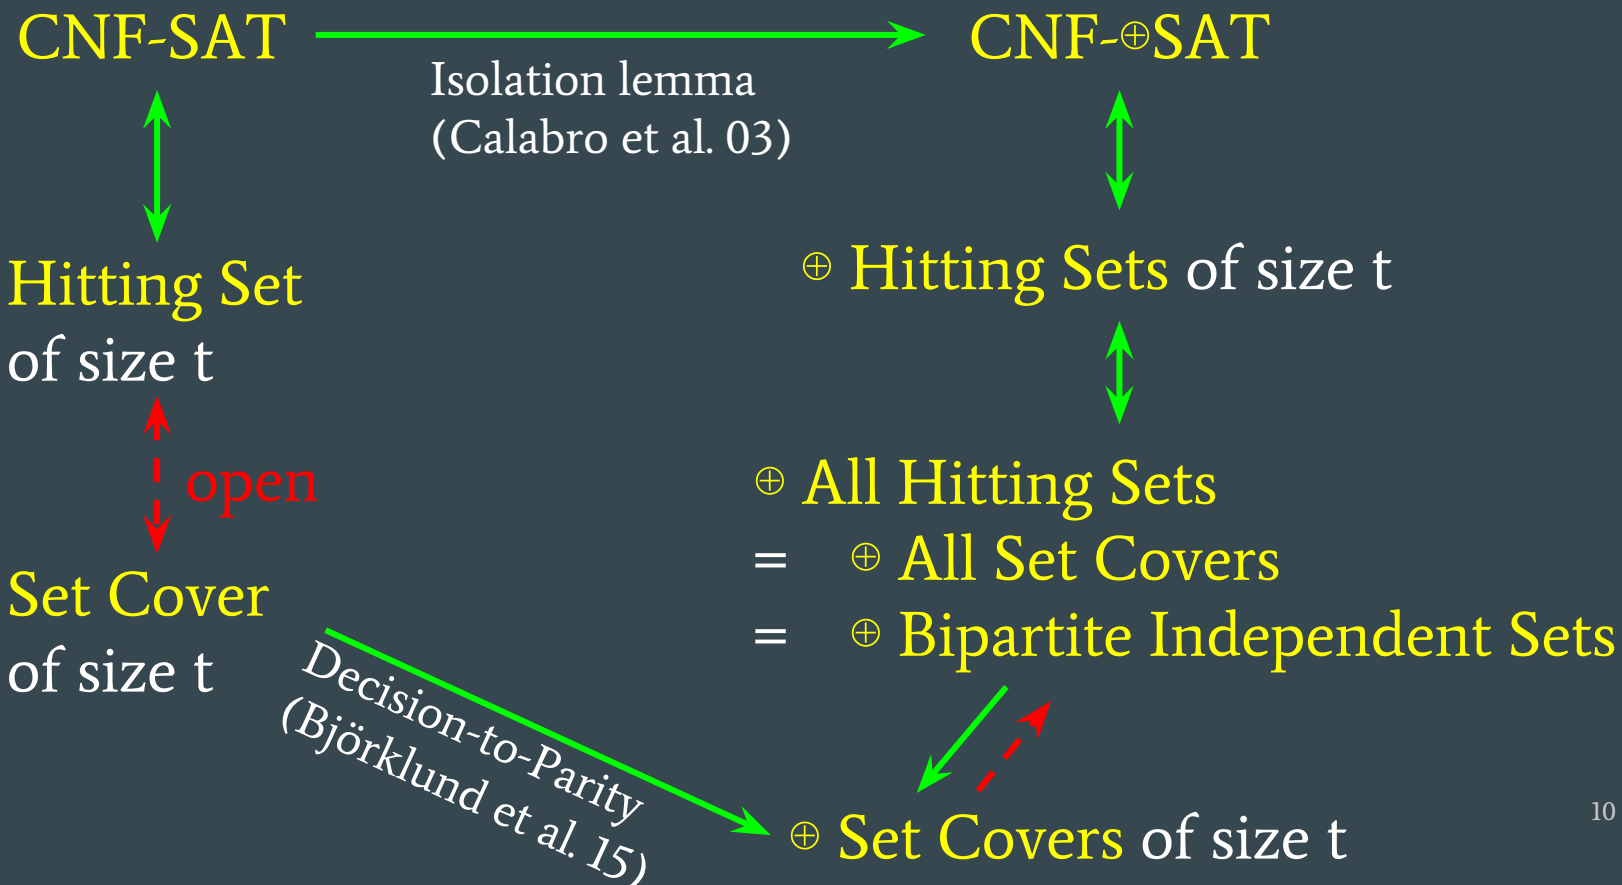 CNF-SAT
CNF-⊕SAT
Isolation lemma
(Calabro et al. 03)
Hitting Set
of size t
⊕ Hitting Sets of size t
open
⊕ All Hitting Sets
= ⊕ All Set Covers
= ⊕ Bipartite Independent Sets
Set Cover
of size t
Decision-to-Parity
(Björklund et al. 15)
⊕ Set Covers of size t
10